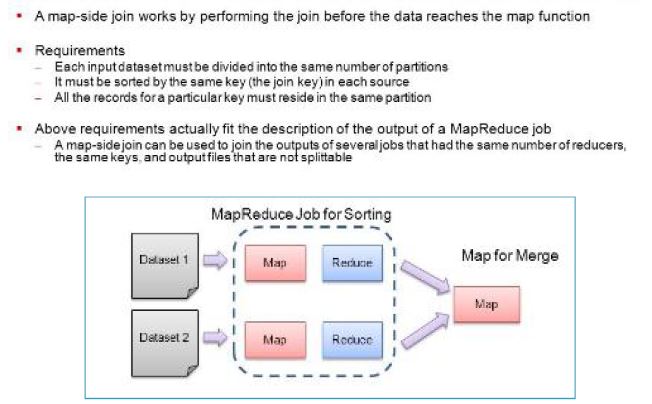 A map-side join works by performing the join before the data reaches the map function
Requirements
– Each input dataset must be divided into the same number of partitions
– It must be sorted by the same key (the join key) in each source
– All the records for a particular key must reside in the same partition
Above requirements actually fit the description of the output of a MapReduce job
– A map-side join can be used to join the outputs of several jobs that had the same number of reducers,
the same keys, and output files that are not splittable
MapReduce Job for Sorting
Dataset 1
Map
Reduce
Map for Merge
Map
Dataset 2
Map
Reduce